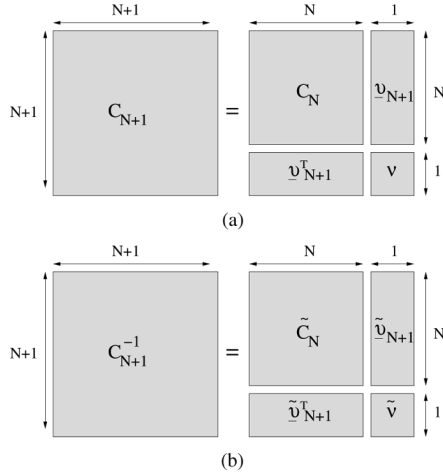 N+1 N 1
N+1 C_{N+1} = C_N υ_{N+1} N
υ^T_{N+1} ν 1
(a)
N+1 N 1
N+1 C^{-1}_{N+1} = C̃_N υ̃_{N+1} N
υ̃^T_{N+1} ν̃ 1
(b)